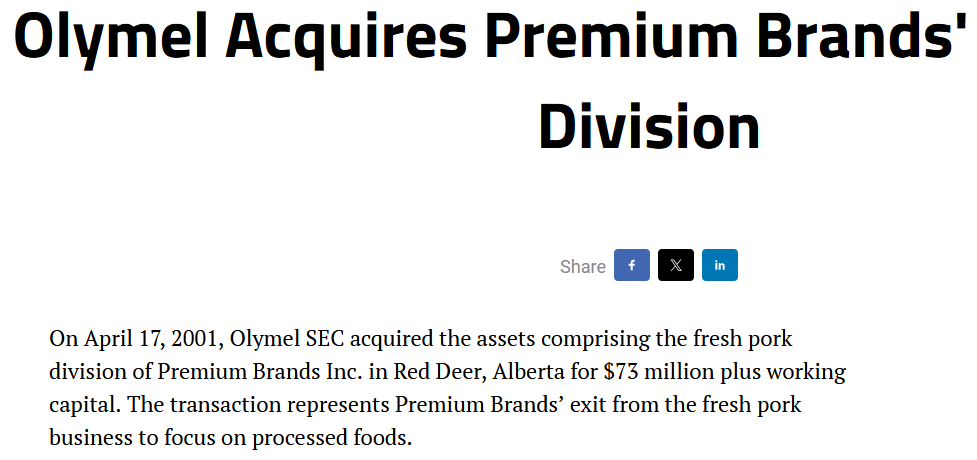 Olymel Acquires Premium Brands'
Division
Share
On April 17, 2001, Olymel SEC acquired the assets comprising the fresh pork
division of Premium Brands Inc. in Red Deer, Alberta for $73 million plus working
capital. The transaction represents Premium Brands’ exit from the fresh pork
business to focus on processed foods.